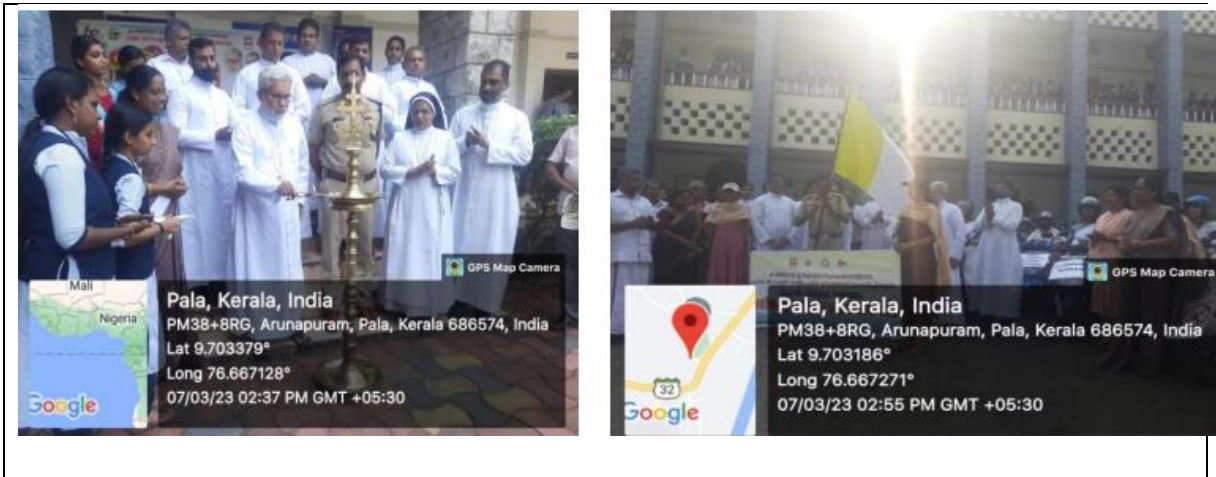 GPS Map Camera
Mali
Nigeria
Google
Pala, Kerala, India
PM38+8RG, Arunapuram, Pala, Kerala 686574, India
Lat 9.703379°
Long 76.667128°
07/03/23 02:37 PM GMT +05:30
GPS Map Camera
32
Google
Pala, Kerala, India
PM38+8RG, Arunapuram, Pala, Kerala 686574, India
Lat 9.703186°
Long 76.667271°
07/03/23 02:55 PM GMT +05:30